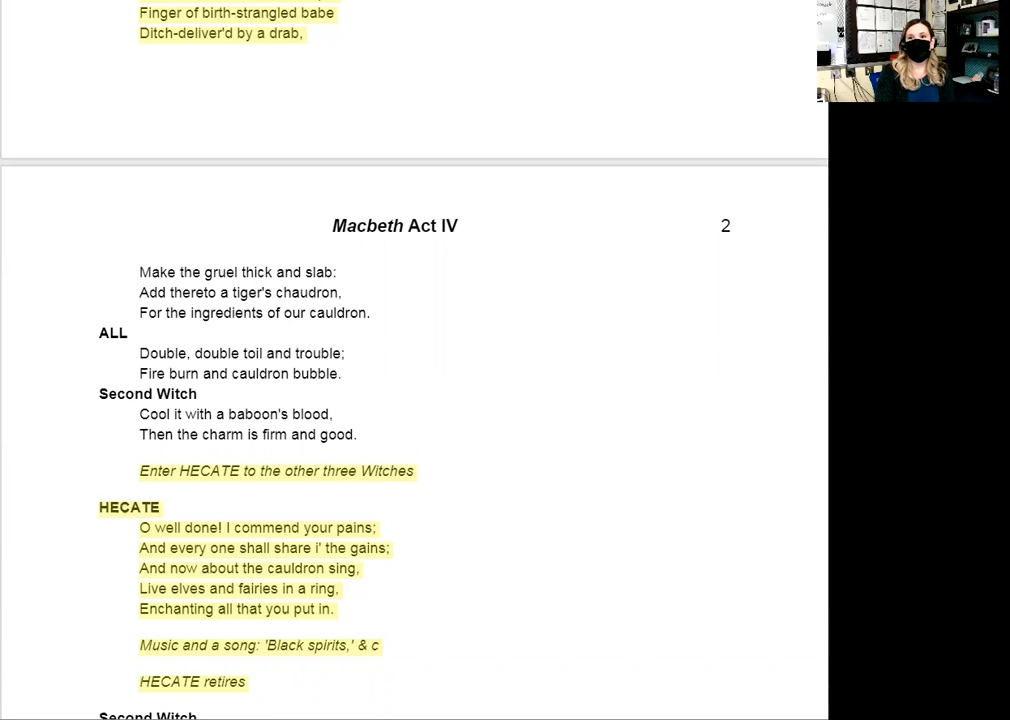 Finger of birth-strangled babe
Ditch-deliver'd by a drab,
Macbeth Act IV
2
Make the gruel thick and slab:
Add thereto a tiger's chaudron,
For the ingredients of our cauldron.
ALL
Double, double toil and trouble;
Fire burn and cauldron bubble.
Second Witch
Cool it with a baboon's blood,
Then the charm is firm and good.
Enter HECATE to the other three Witches
HECATE
O well done! I commend your pains;
And every one shall share i' the gains;
And now about the cauldron sing,
Live elves and fairies in a ring,
Enchanting all that you put in.
Music and a song: 'Black spirits,' & c
HECATE retires
Second Witch